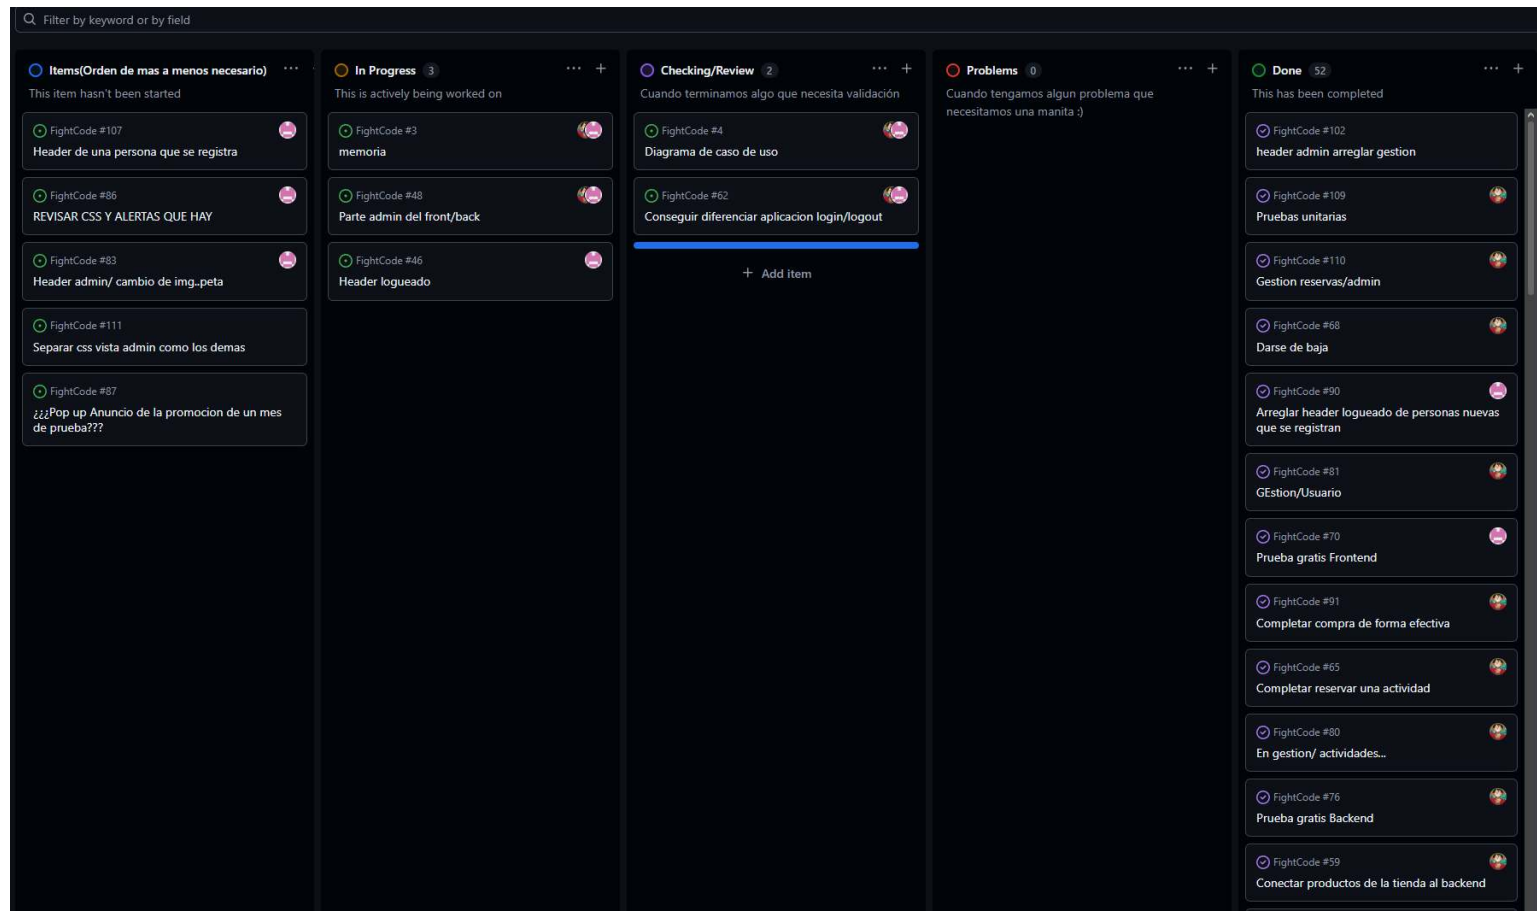 Filter by keyword or by field
Items(Orden de mas a menos necesario)
This item hasn't been started
FightCode #107
Header de una persona que se registra
FightCode #86
REVISAR CSS Y ALERTAS QUE HAY
FightCode #83
Header admin/ cambio de img..peta
FightCode #111
Separar css vista admin como los demas
FightCode #87
¿¿¿Pop up Anuncio de la promocion de un mes
de prueba???
In Progress 3
This is actively being worked on
FightCode #3
memoria
FightCode #48
Parte admin del front/back
FightCode #46
Header logueado
Checking/Review 2
Cuando terminamos algo que necesita validación
FightCode #4
Diagrama de caso de uso
FightCode #62
Conseguir diferenciar aplicacion login/logout
+ Add item
Problems 0
Cuando tengamos algun problema que
necesitamos una manita :)
Done 52
This has been completed
FightCode #102
header admin arreglar gestion
FightCode #109
Pruebas unitarias
FightCode #110
Gestion reservas/admin
FightCode #68
Darse de baja
FightCode #90
Arreglar header logueado de personas nuevas
que se registran
FightCode #81
GEstion/Usuario
FightCode #70
Prueba gratis Frontend
FightCode #91
Completar compra de forma efectiva
FightCode #65
Completar reservar una actividad
FightCode #80
En gestion/ actividades...
FightCode #76
Prueba gratis Backend
FightCode #59
Conectar productos de la tienda al backend